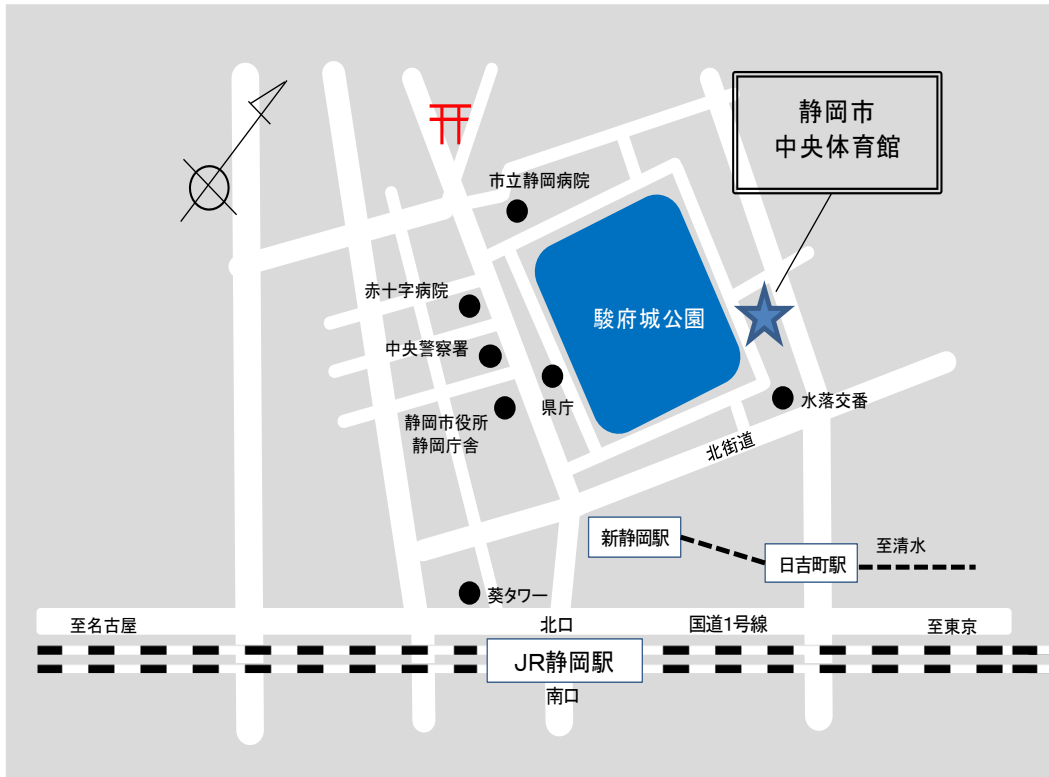 静岡市
中央体育館
市立静岡病院
赤十字病院
駿府城公園
中央警察署
県庁
水落交番
静岡市役所
静岡庁舎
北街道
新静岡駅
至清水
日吉町駅
葵タワー
至名古屋
北口
国道1号線
至東京
JR静岡駅
南口